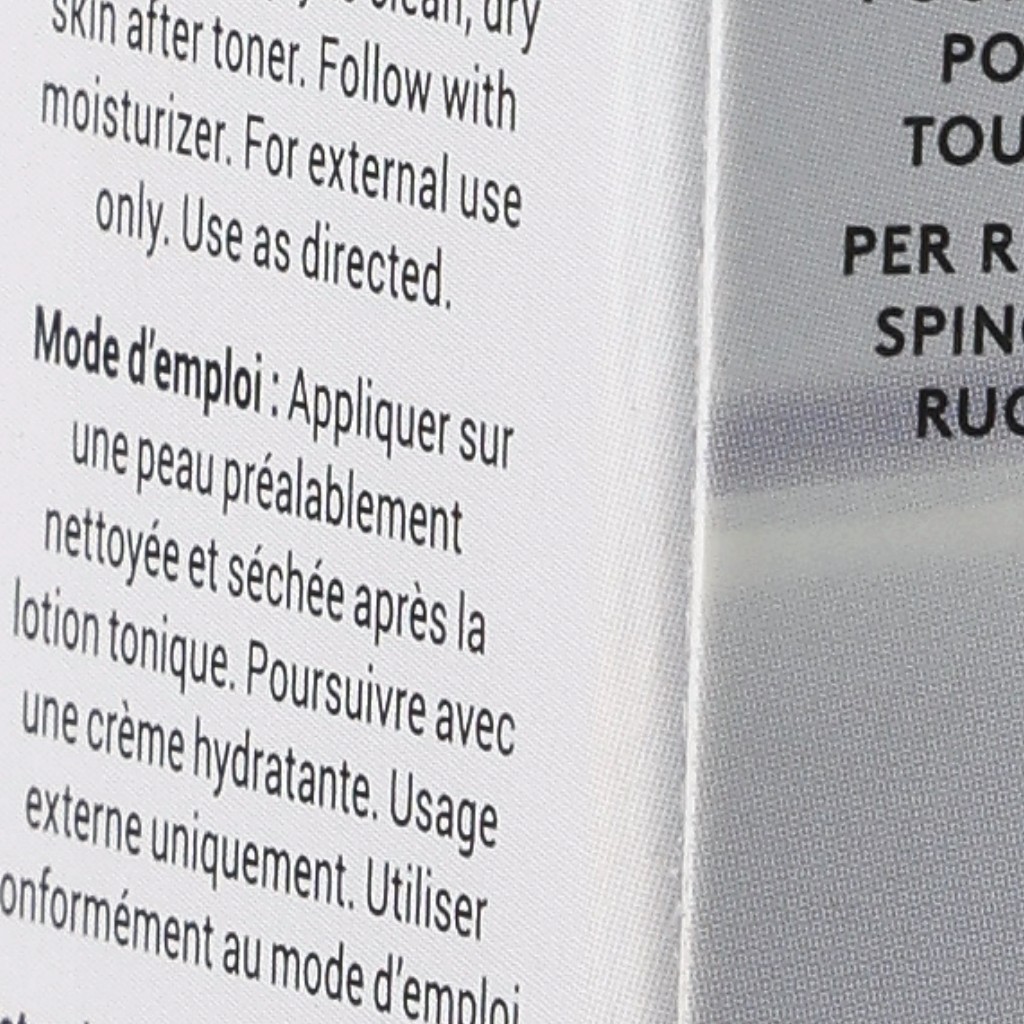 clean, dry
skin after toner. Follow with
moisturizer. For external use
only. Use as directed.
Mode d'emploi : Appliquer sur
une peau préalablement
nettoyée et séchée après la
lotion tonique. Poursuivre avec
une crème hydratante. Usage
externe uniquement. Utiliser
onformément au mode d'emploi
PO
TOU
PER R
SPIN
RUG